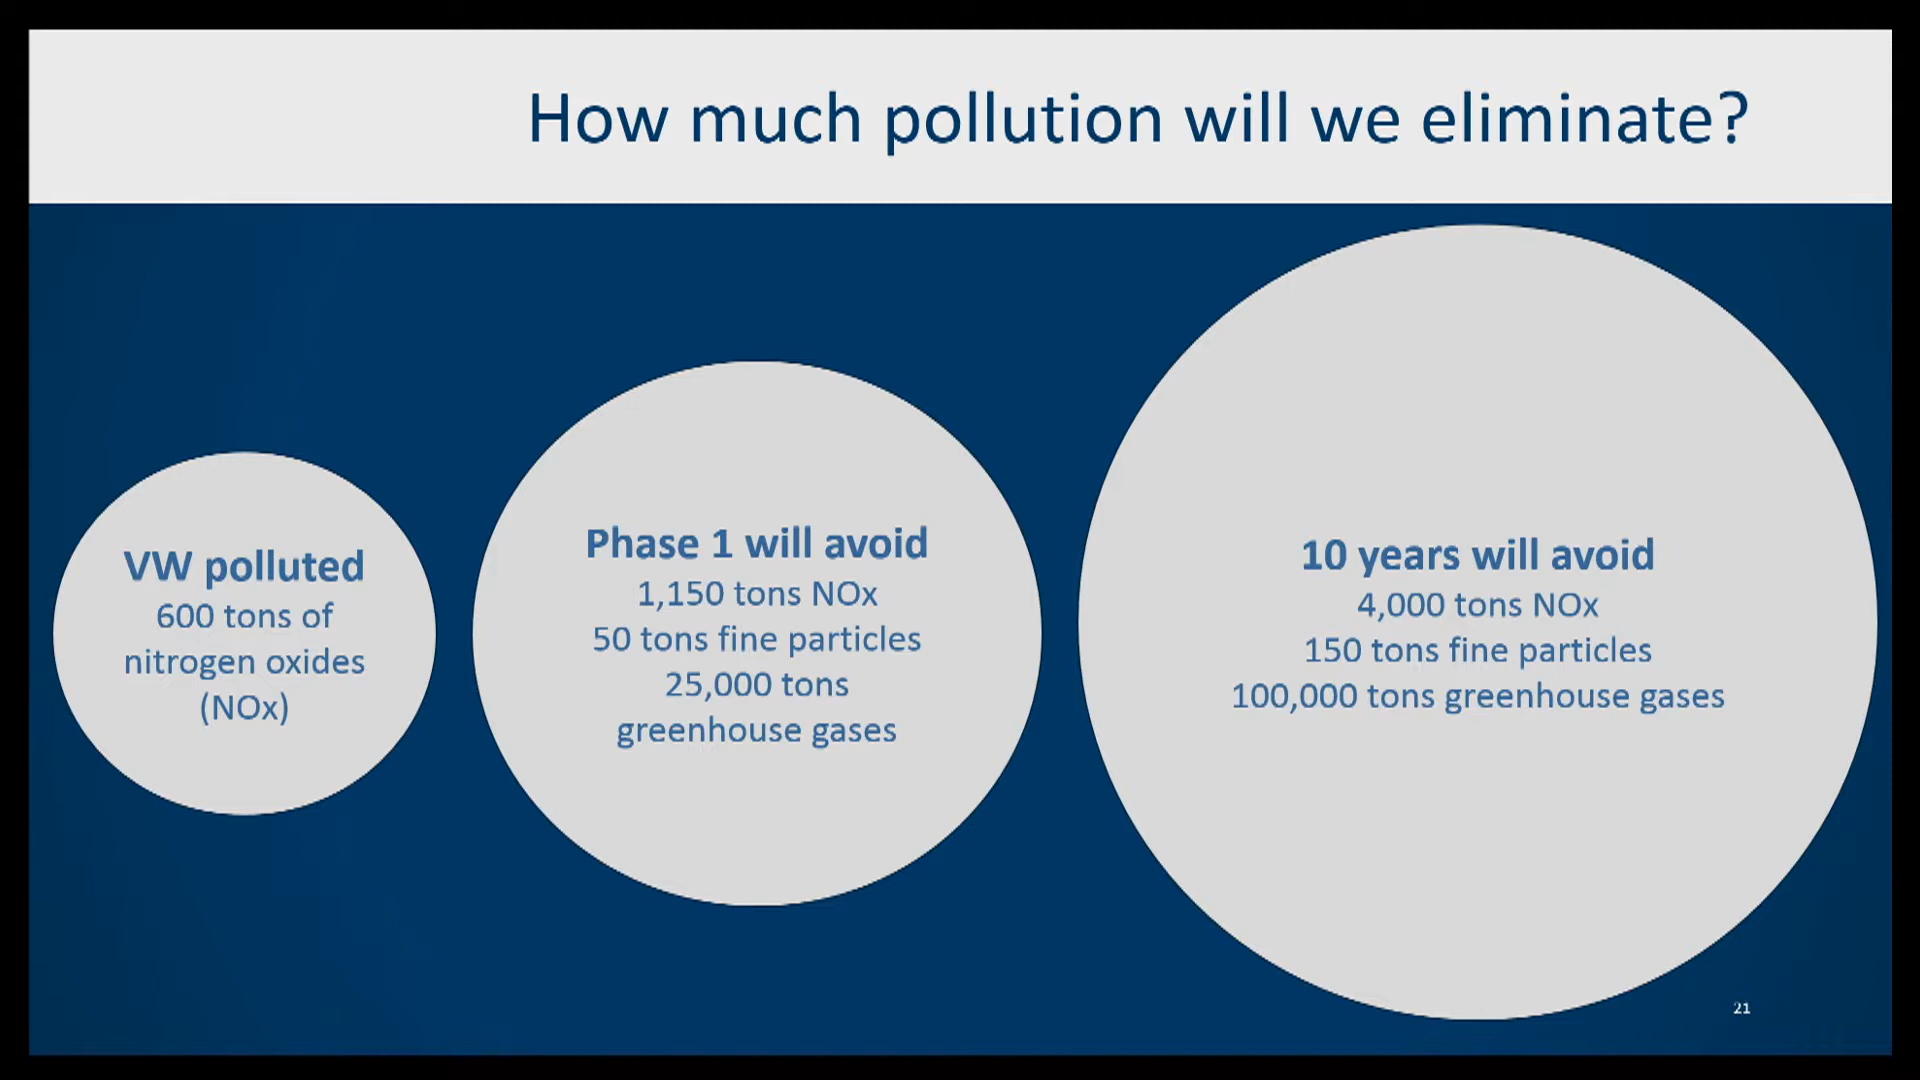 How much pollution will we eliminate?
VW polluted
600 tons of
nitrogen oxides
(NOx)
Phase 1 will avoid
1,150 tons NOx
50 tons fine particles
25,000 tons
greenhouse gases
10 years will avoid
4,000 tons NOx
150 tons fine particles
100,000 tons greenhouse gases
21